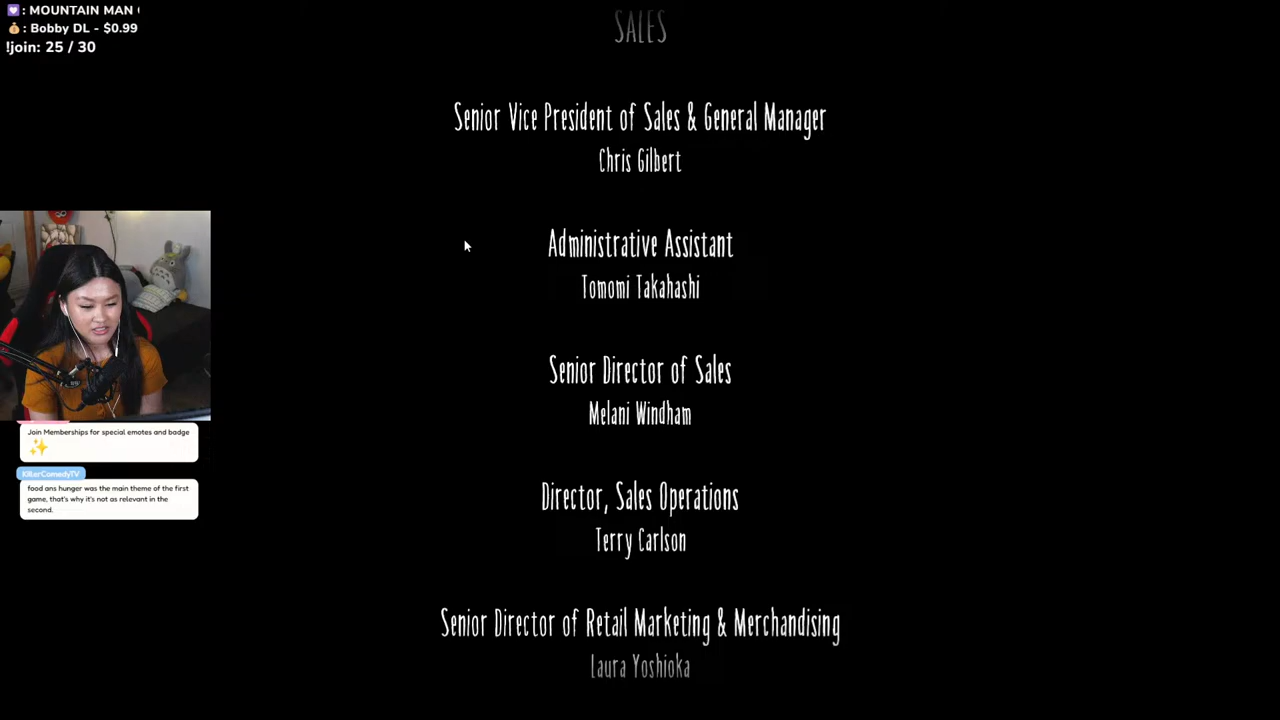 : MOUNTAIN MAN
: Bobby DL - $0.99
!join: 25 / 30
SALES
Senior Vice President of Sales & General Manager
Chris Gilbert
Administrative Assistant
Tomomi Takahashi
Senior Director of Sales
Melani Windham
Director, Sales Operations
Terry Carlson
Senior Director of Retail Marketing & Merchandising
Laura Yoshioka
Join Memberships for special emotes and badge
KillerComedyTV
food ans hunger was the main theme of the first
game, that's why it's not as relevant in the
second.